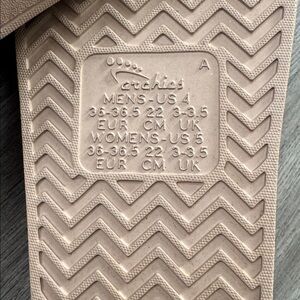 A
archies
MENS-US 4
36-36.5 22 3-3.5
EUR CM UK
WOMENS-US 5
36-36.5 22 3-3.5
EUR CM UK